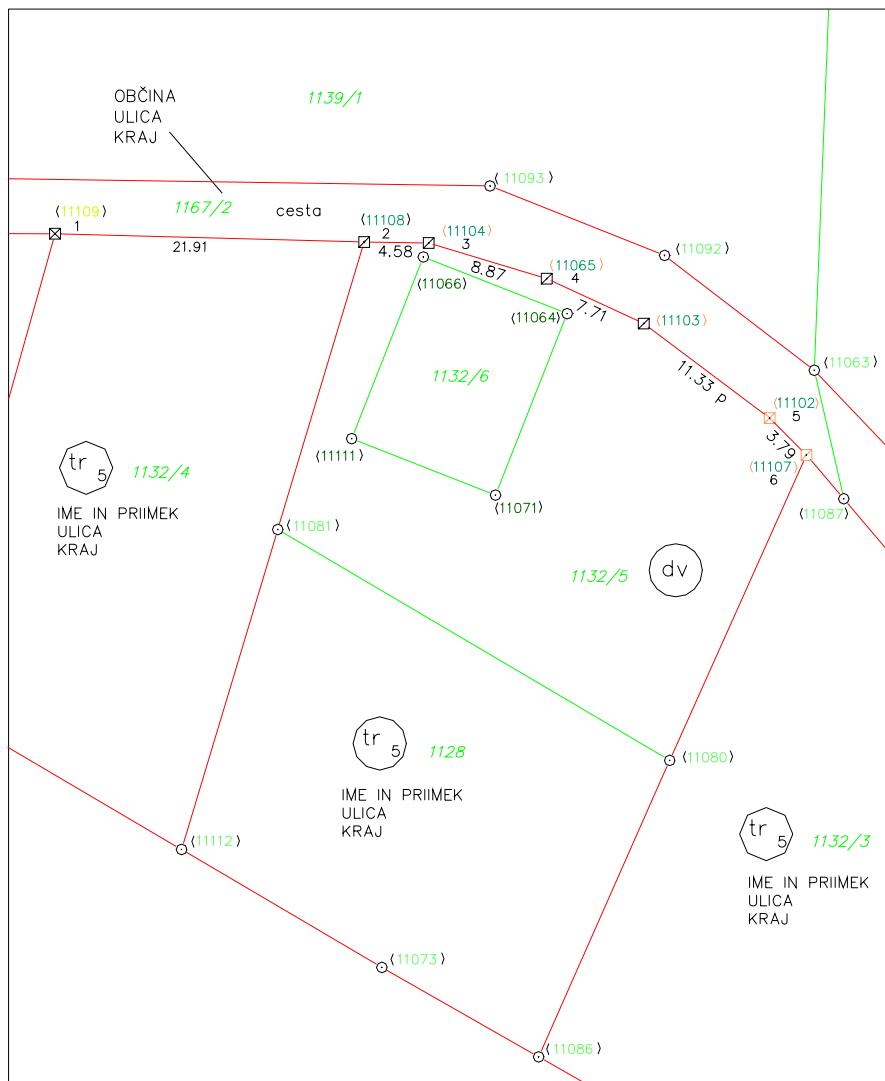 OBČINA
ULICA
KRAJ
1139/1
(11093)
1167/2
cesta
(11109)
1
21.91
(11108)
2
4.58
(11104)
3
8.87
(11065)
4
7.71
(11092)
(11066)
(11064)
(11103)
11.33 p
(11063)
1132/6
(11102)
5
3.79
(11107)
6
(11111)
(11071)
(11087)
tr 5
1132/4
IME IN PRIIMEK
ULICA
KRAJ
(11081)
1132/5
dv
tr 5
1128
IME IN PRIIMEK
ULICA
KRAJ
(11080)
(11112)
tr 5
1132/3
IME IN PRIIMEK
ULICA
KRAJ
(11073)
(11086)